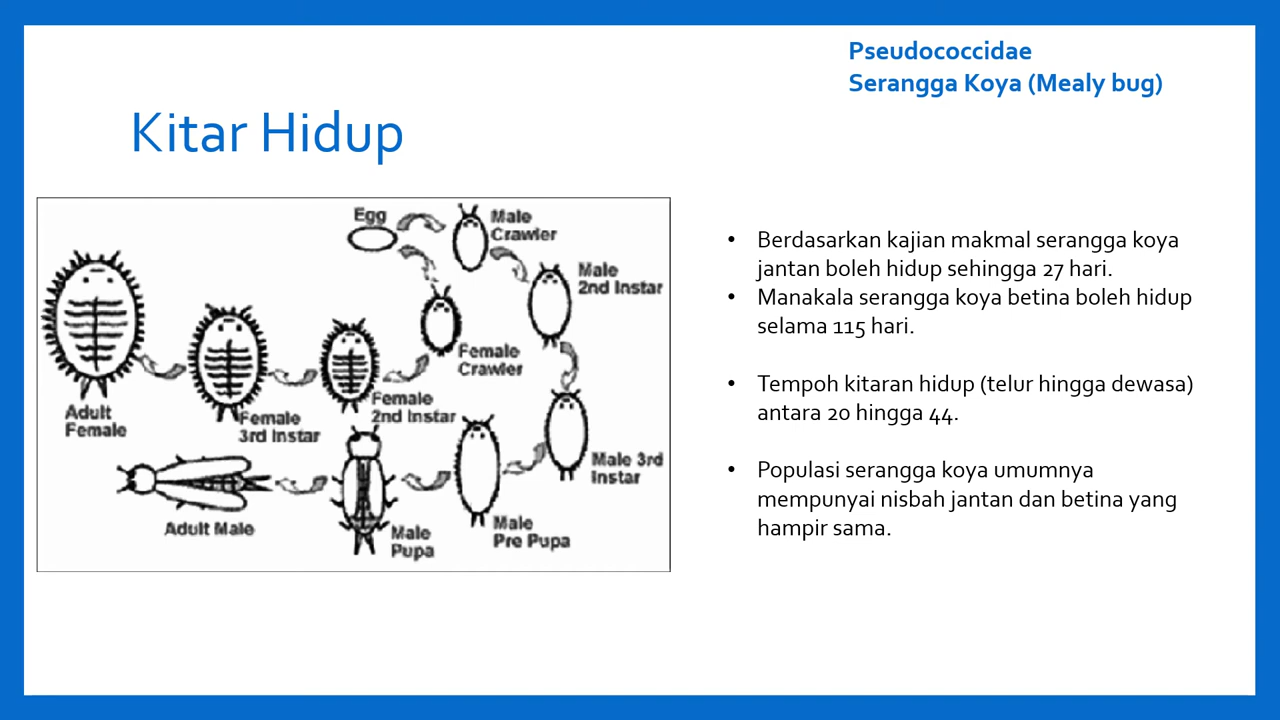 Pseudococcidae
Serangga Koya (Mealy bug)
Kitar Hidup
Egg
Male
Crawler
Male
2nd Instar
Female
Crawler
Female
2nd Instar
Female
3rd Instar
Adult
Female
Male 3rd
Instar
Male
Pre Pupa
Male
Pupa
Adult Male
• Berdasarkan kajian makmal serangga koya
jantan boleh hidup sehingga 27 hari.
• Manakala serangga koya betina boleh hidup
selama 115 hari.
• Tempoh kitaran hidup (telur hingga dewasa)
antara 20 hingga 44.
• Populasi serangga koya umumnya
mempunyai nisbah jantan dan betina yang
hampir sama.